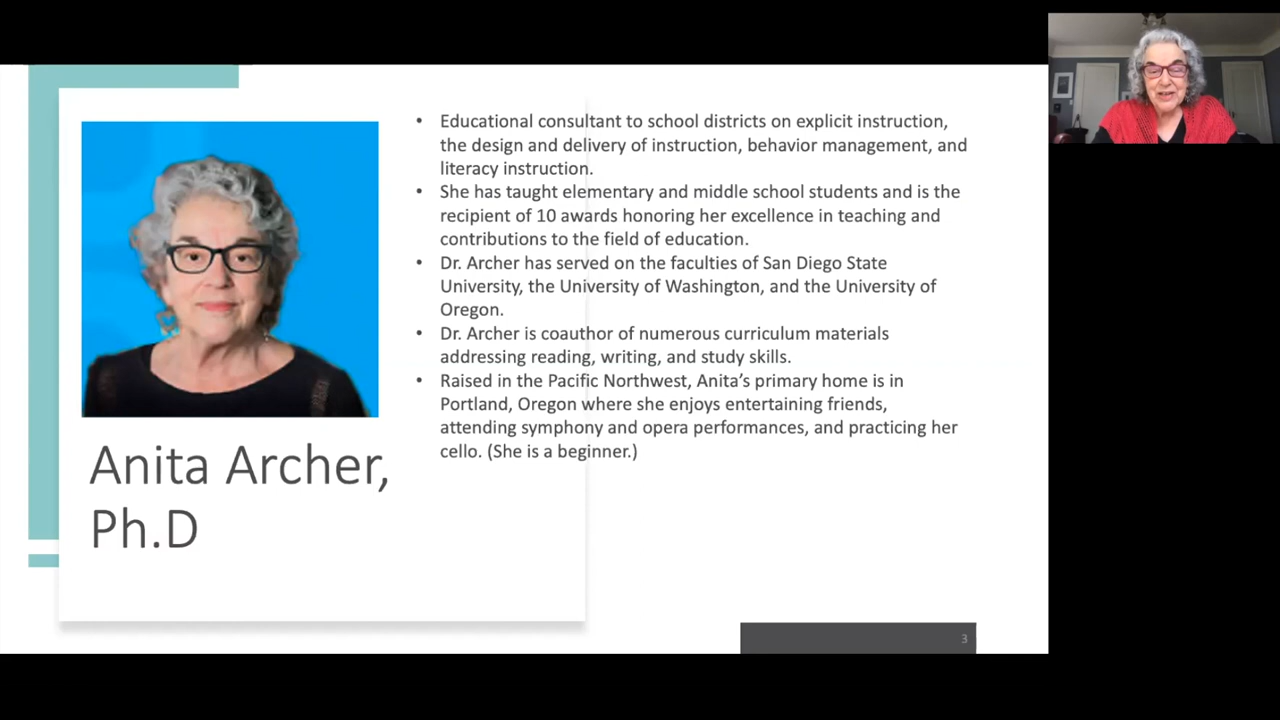 • Educational consultant to school districts on explicit instruction,
the design and delivery of instruction, behavior management, and
literacy instruction.
• She has taught elementary and middle school students and is the
recipient of 10 awards honoring her excellence in teaching and
contributions to the field of education.
• Dr. Archer has served on the faculties of San Diego State
University, the University of Washington, and the University of
Oregon.
• Dr. Archer is coauthor of numerous curriculum materials
addressing reading, writing, and study skills.
• Raised in the Pacific Northwest, Anita’s primary home is in
Portland, Oregon where she enjoys entertaining friends,
attending symphony and opera performances, and practicing her
cello. (She is a beginner.)
Anita Archer,
Ph.D
3